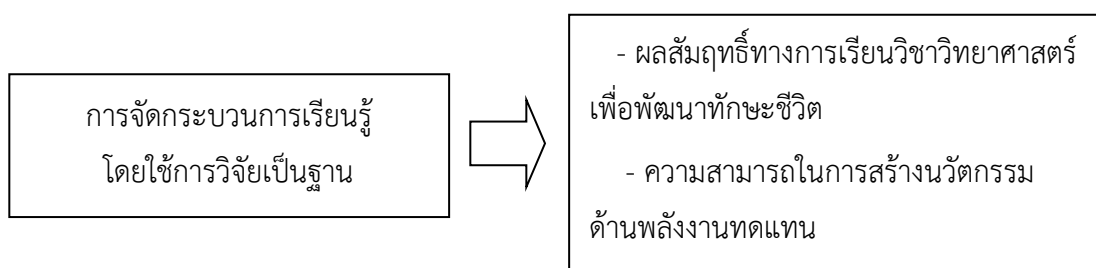 การจัดกระบวนการเรียนรู้
โดยใช้การวิจัยเป็นฐาน
- ผลสัมฤทธิ์ทางการเรียนวิชาวิทยาศาสตร์
เพื่อพัฒนาทักษะชีวิต
- ความสามารถในการสร้างนวัตกรรม
ด้านพลังงานทดแทน